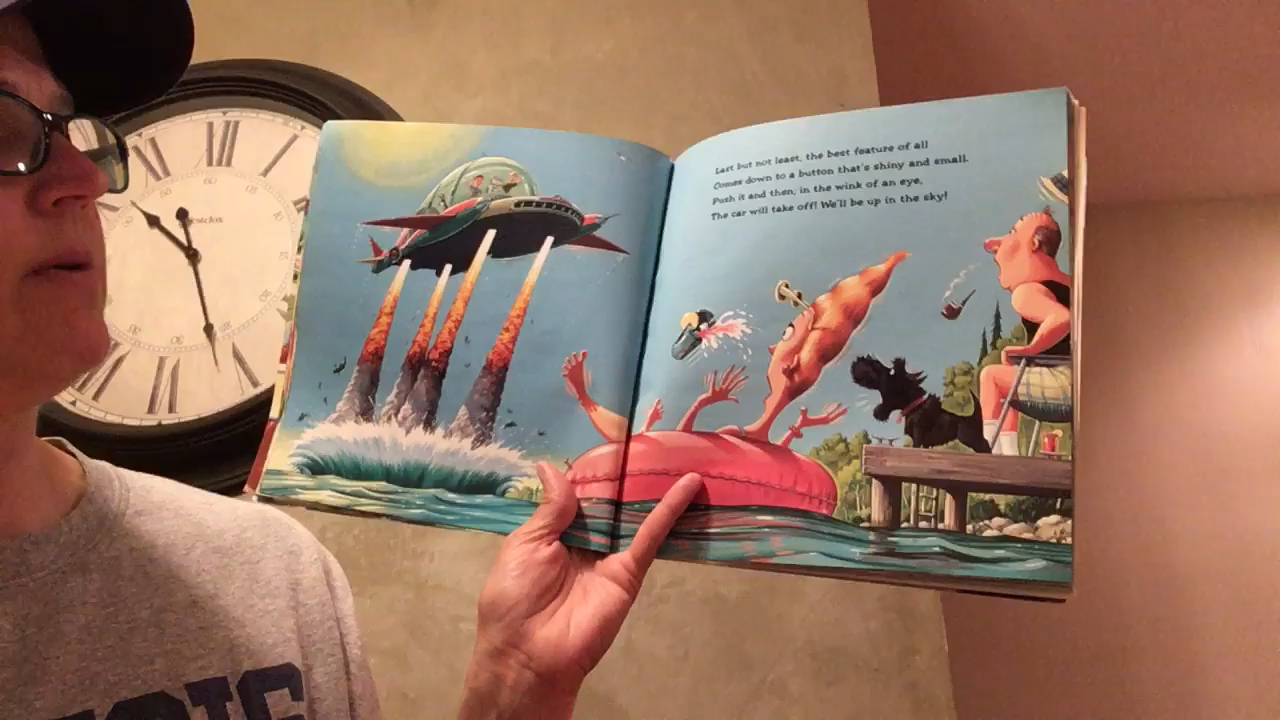 Last but not least, the best feature of all
Comes down to a button that's shiny and small.
Push it and then, in the wink of an eye,
The car will take off! We'll be up in the sky!
XII
60